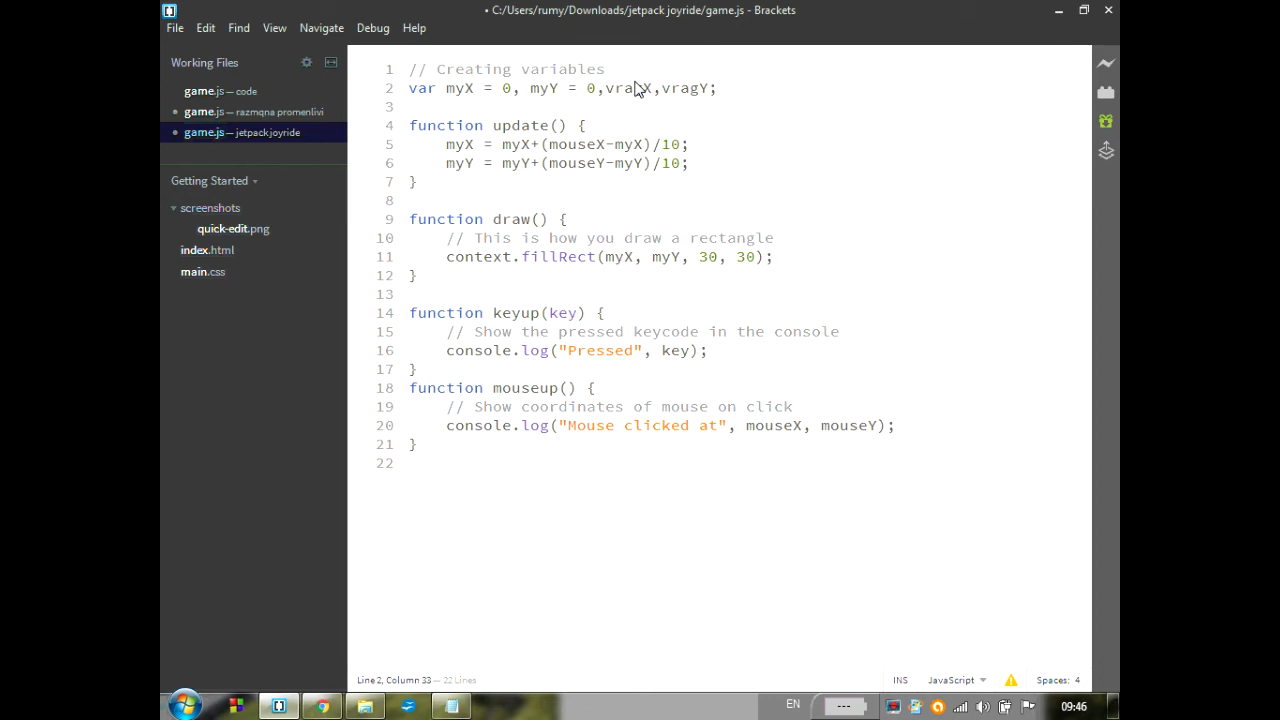 • C:/Users/rumy/Downloads/jetpack joyride/game.js - Brackets
File Edit Find View Navigate Debug Help
Working Files
game.js — code
game.js — razmqna promenlivi
game.js — jetpack joyride
Getting Started
screenshots
quick-edit.png
index.html
main.css
1 // Creating variables
2 var myX = 0, myY = 0,vragX,vragY;
3
4 function update() {
5 myX = myX+(mouseX-myX)/10;
6 myY = myY+(mouseY-myY)/10;
7 }
8
9 function draw() {
10 // This is how you draw a rectangle
11 context.fillRect(myX, myY, 30, 30);
12 }
13
14 function keyup(key) {
15 // Show the pressed keycode in the console
16 console.log("Pressed", key);
17 }
18 function mouseup() {
19 // Show coordinates of mouse on click
20 console.log("Mouse clicked at", mouseX, mouseY);
21 }
22
Line 2, Column 33 — 22 Lines
INS JavaScript Spaces: 4
EN --- 09:46